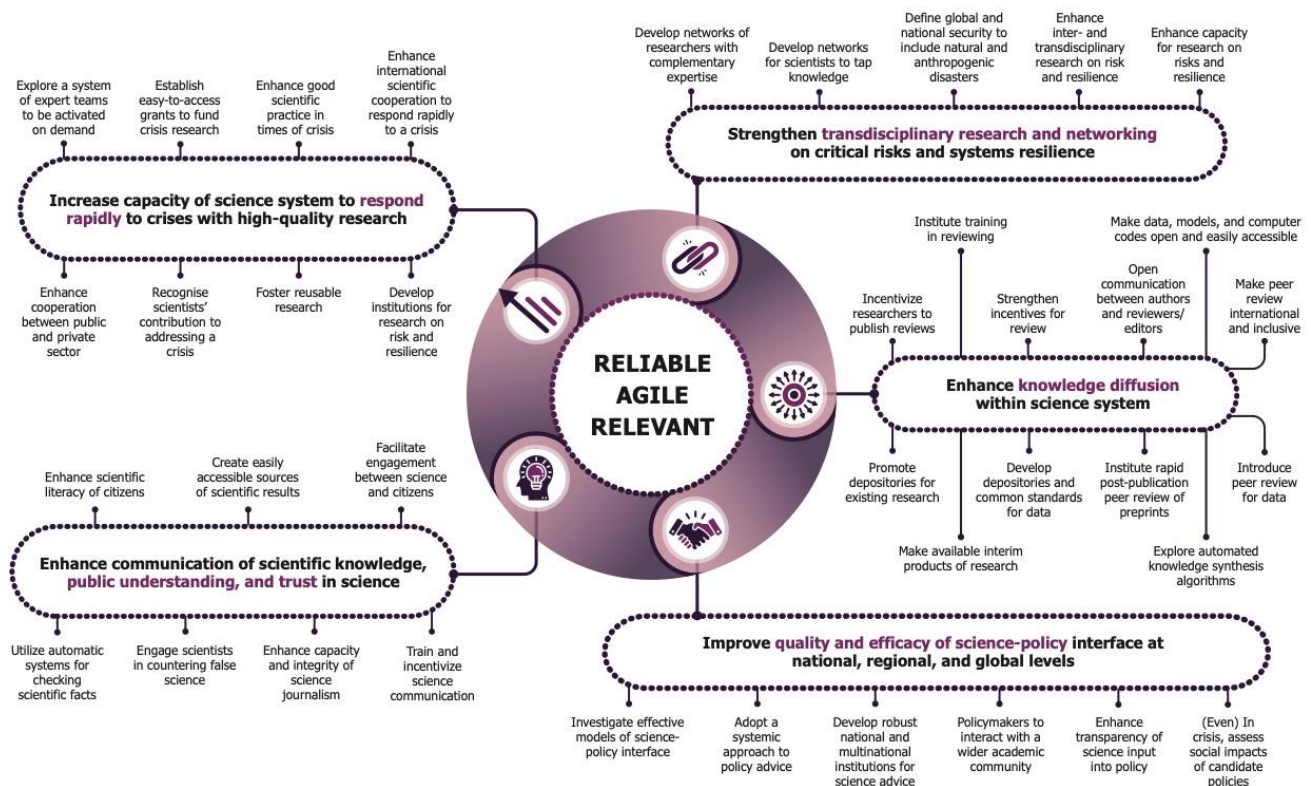 Explore a system
of expert teams
to be activated
on demand
Establish
easy-to-access
grants to fund
crisis research
Enhance good
scientific
practice in
times of crisis
Enhance
international
scientific
cooperation to
respond rapidly
to a crisis
Increase capacity of science system to respond
rapidly to crises with high-quality research
Enhance
cooperation
between public
and private
sector
Recognise
scientists'
contribution to
addressing a
crisis
Foster reusable
research
Develop
institutions for
research on
risk and
resilience
Develop networks of
researchers with
complementary
expertise
Develop networks
for scientists to tap
knowledge
Define global and
national security to
include natural and
anthropogenic
disasters
Enhance
inter- and
transdisciplinary
research on risk
and resilience
Enhance capacity
for research on
risks and
resilience
Strengthen transdisciplinary research and networking
on critical risks and systems resilience
RELIABLE
AGILE
RELEVANT
Incentivize
researchers to
publish reviews
Institute training
in reviewing
Strengthen
incentives for
review
Open
communication
between authors
and reviewers/
editors
Make data, models, and computer
codes open and easily accessible
Make peer
review
international
and inclusive
Enhance knowledge diffusion
within science system
Promote
depositories for
existing research
Make available interim
products of research
Develop
depositories and
common standards
for data
Institute rapid
post-publication
peer review of
preprints
Explore automated
knowledge synthesis
algorithms
Introduce
peer review
for data
Enhance scientific
literacy of citizens
Create easily
accessible sources
of scientific results
Facilitate
engagement
between science
and citizens
Enhance communication of scientific knowledge,
public understanding, and trust in science
Utilize automatic
systems for
checking
scientific facts
Engage scientists
in countering false
science
Enhance capacity
and integrity of
science
journalism
Train and
incentivize
science
communication
Improve quality and efficacy of science-policy interface at
national, regional, and global levels
Investigate effective
models of science-
policy interface
Adopt a
systemic
approach to
policy advice
Develop robust
national and
multinational
institutions for
science advice
Policymakers to
interact with a
wider academic
community
Enhance
transparency of
science input
into policy
(Even) In
crisis, assess
social impacts
of candidate
policies